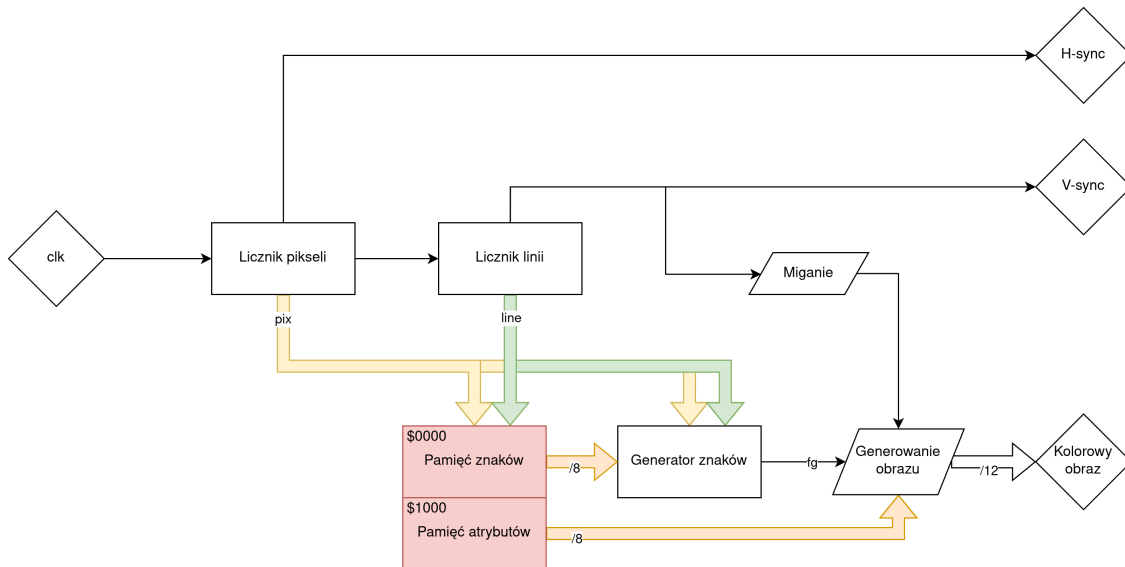 H-sync
V-sync
clk
Licznik pikseli
Licznik linii
Miganie
pix
line
$0000
Pamięć znaków
/8
Generator znaków
fg
Generowanie
obrazu
/12
Kolorowy
obraz
$1000
Pamięć atrybutów
/8